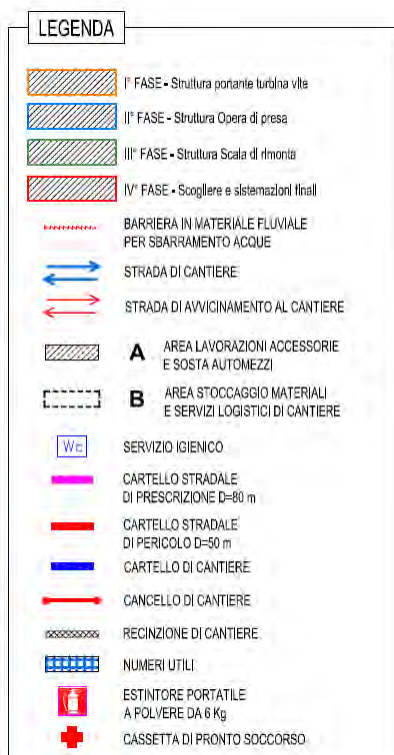 LEGENDA
I° FASE - Struttura portante turbina vite
II° FASE - Struttura Opera di presa
III° FASE - Struttura Scala di rimonta
IV° FASE - Scogliere e sistemazioni finali
BARRIERA IN MATERIALE FLUVIALE
PER SBARRAMENTO ACQUE
STRADA DI CANTIERE
STRADA DI AVVICINAMENTO AL CANTIERE
A AREA LAVORAZIONI ACCESSORIE
E SOSTA AUTOMEZZI
B AREA STOCCAGGIO MATERIALI
E SERVIZI LOGISTICI DI CANTIERE
Wc SERVIZIO IGIENICO
CARTELLO STRADALE
DI PRESCRIZIONE D=80 m
CARTELLO STRADALE
DI PERICOLO D=50 m
CARTELLO DI CANTIERE
CANCELLO DI CANTIERE
RECINZIONE DI CANTIERE
NUMERI UTILI
ESTINTORE PORTATILE
A POLVERE DA 6 Kg
CASSETTA DI PRONTO SOCCORSO